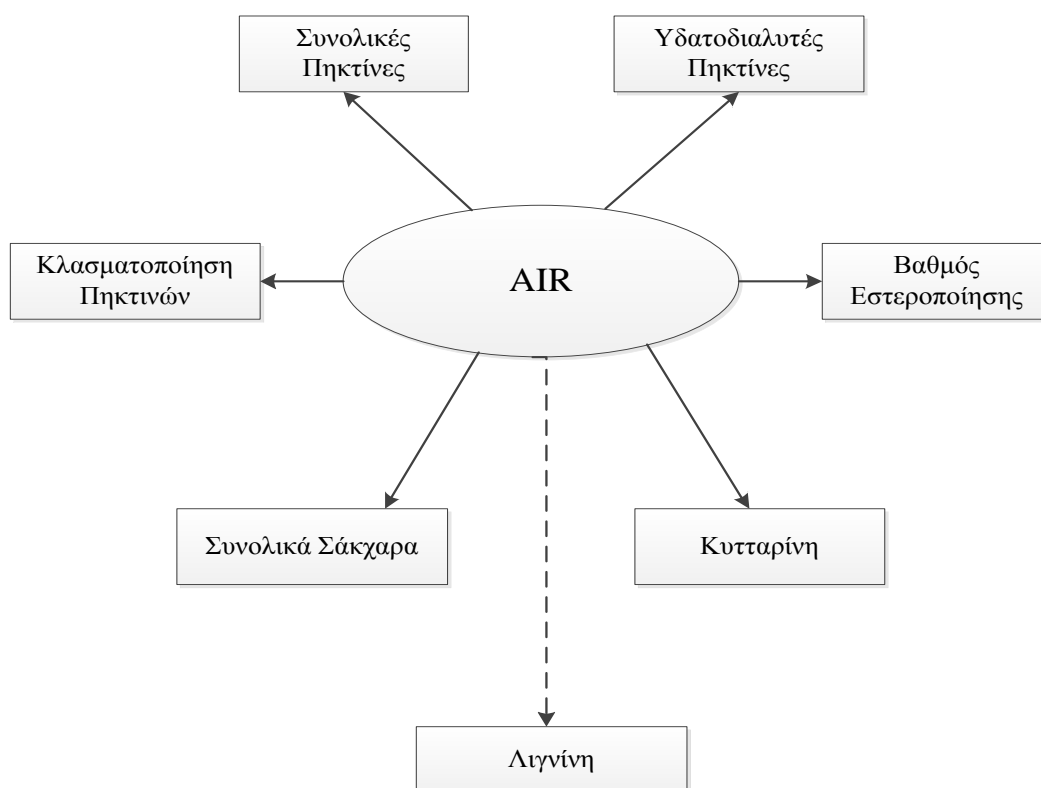 Συνολικές
Πηκτίνες
Υδατοδιαλυτές
Πηκτίνες
Κλασματοποίηση
Πηκτινών
AIR
Βαθμός
Εστεροποίησης
Συνολικά Σάκχαρα
Κυτταρίνη
Λιγνίνη